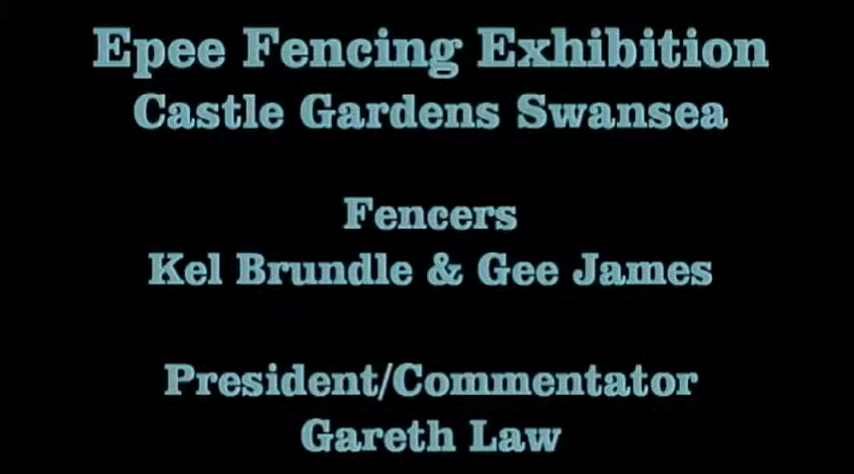 Epee Fencing Exhibition
Castle Gardens Swansea
Fencers
Kel Brundle & Gee James
President/Commentator
Gareth Law